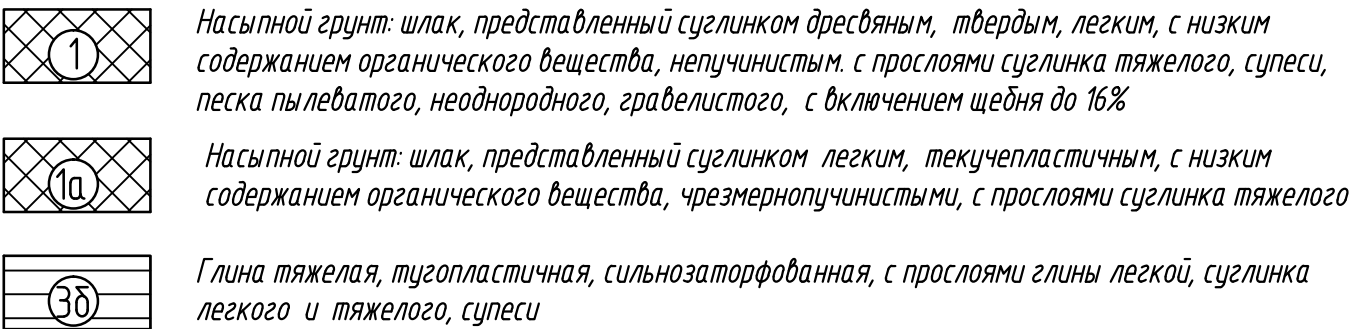 1
Насыпной грунт: шлак, представленный суглинком дресвяным, твердым, легким, с низким
содержанием органического вещества, непучинистым. с прослоями суглинка тяжелого, супеси,
песка пылеватого, неоднородного, гравелистого, с включением щебня до 16%
1а
Насыпной грунт: шлак, представленный суглинком легким, текучепластичным, с низким
содержанием органического вещества, чрезмернопучинистыми, с прослоями суглинка тяжелого
3б
Глина тяжелая, тугопластичная, сильнозаторфованная, с прослоями глины легкой, суглинка
легкого и тяжелого, супеси